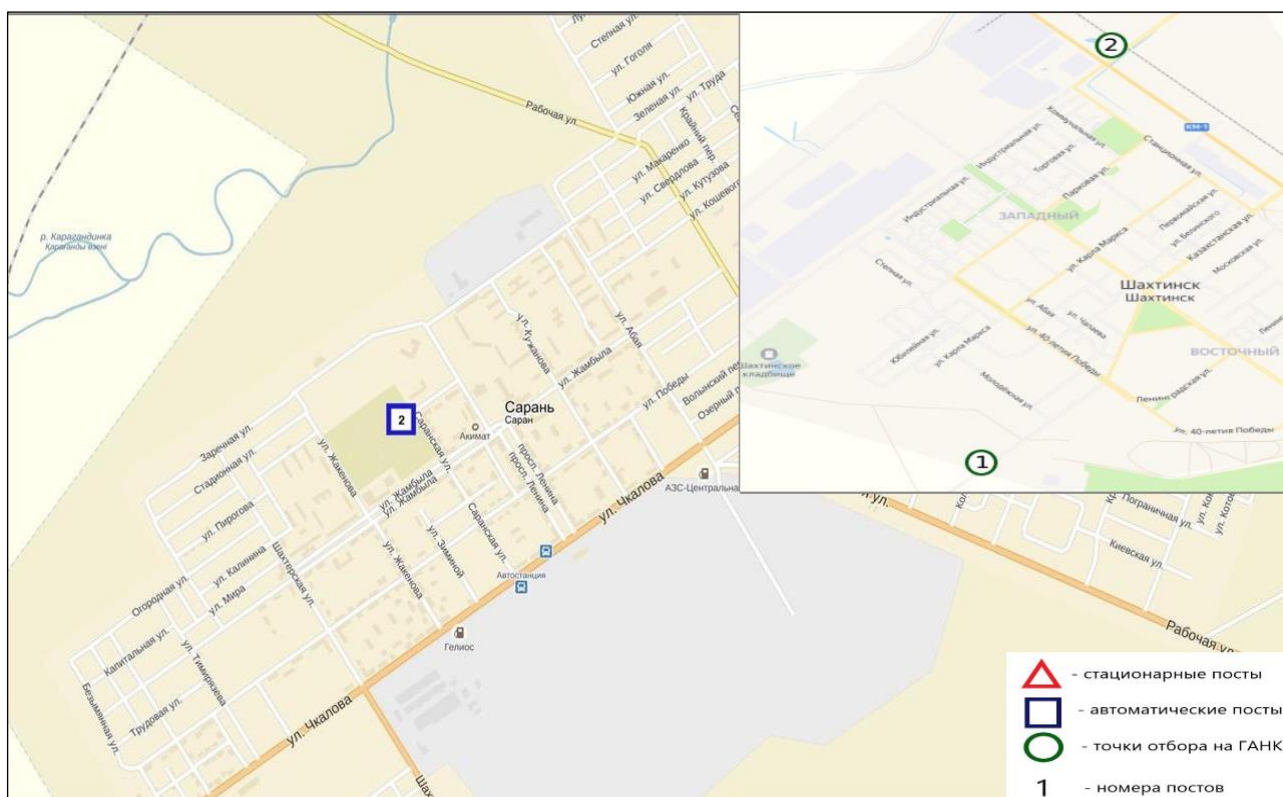 Степная ул.
ул. Гоголя
Южная ул.
Зеленая ул.
ул. Труда
Рабочая ул.
ул. Макаренко
Крайний пер.
ул. Свердлова
ул. Кутузова
ул. Кошевого
р. Карагандинка
Караганды өзені
ул. Абая
ул. Кужанова
ул. Жамбыла
ул. Победы
Волынский пер
Озерный
Сарань
Саран
Акимат
2
Саранская ул.
Заречная ул.
Стадионная ул.
ул. Жакенова
ул. Жамбыла
ул. Жамбыла
просп. Ленина
просп. Ленина
ул. Чкалова
АЗС-Центральная
ул. Пирогова
Саранская ул.
ул. Зиминой
ул. Калинина
Шахтерская ул.
ул. Жакенова
Автостанция
Огородная ул.
ул. Мира
Гелиос
Капитальная ул.
ул. Тимирязева
Безымянная ул.
Трудовая ул.
ул. Чкалова
2
КМ-1
Коммунальная ул.
Станционная ул.
Индустриальная ул.
Торговая ул.
Парковая ул.
Индустриальная ул.
ЗАПАДНЫЙ
Первомайская ул.
ул. Белинского
Казахстанская ул.
Московская ул.
ул. Карла Маркса
Степная ул.
Шахтинск
Шахтинск
ул. Абая
ул. Чапаева
ул. 40-летия Победы
Юбилейная ул.
ул. Карла Маркса
ВОСТОЧНЫЙ
Шахтинское
кладбище
Молодёжная ул.
Ленинградская ул.
ул. 40-летия Победы
1
ул.
Пограничная ул.
Киевская ул.
Рабочая ул.
- стационарные посты
- автоматические посты
- точки отбора на ГАНК
1 - номера постов